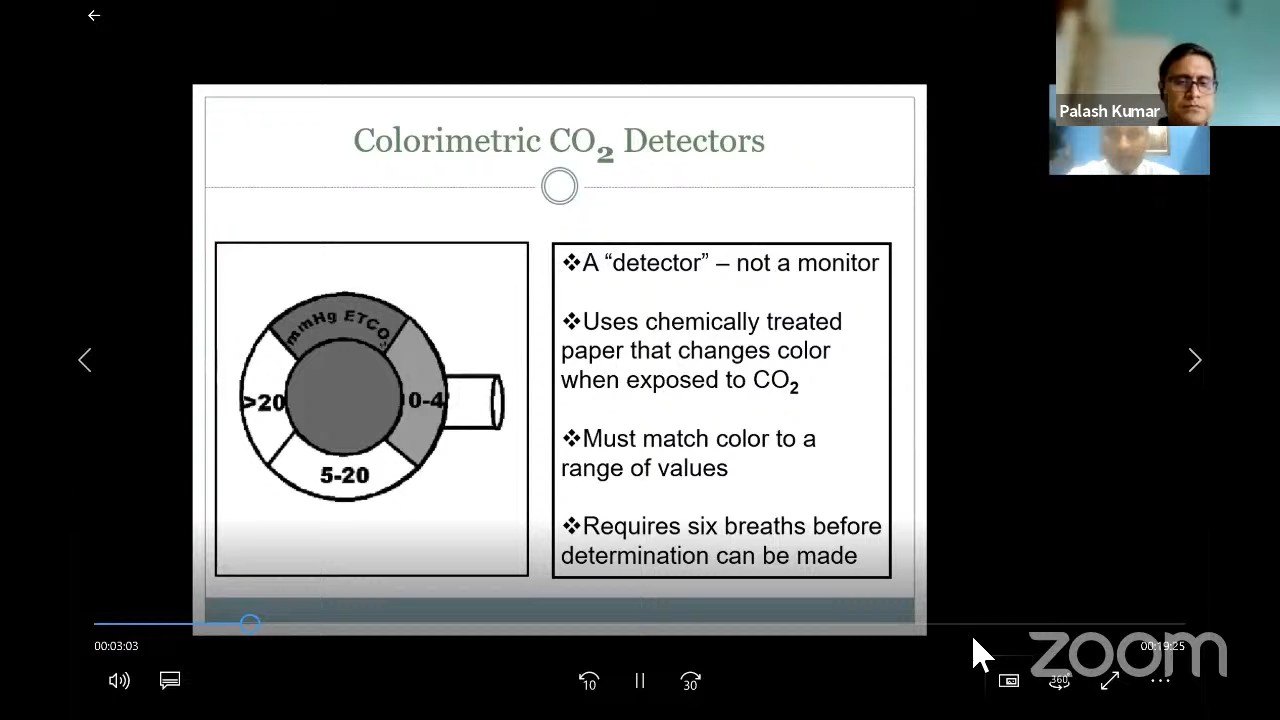 Palash Kumar
Colorimetric CO2 Detectors
mmHg ETCO2
>20
0-4
5-20
❖A “detector” – not a monitor
❖Uses chemically treated
paper that changes color
when exposed to CO2
❖Must match color to a
range of values
❖Requires six breaths before
determination can be made
00:03:03
00:19:25
10
30
360
zoom